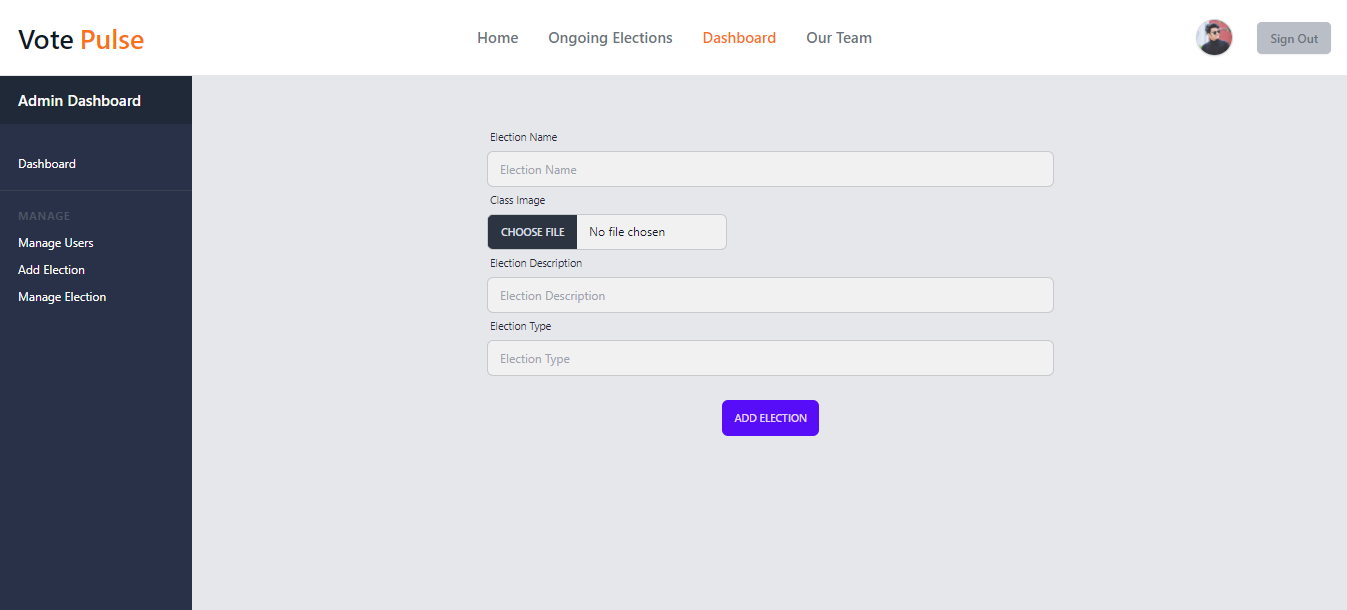 Vote Pulse
Home
Ongoing Elections
Dashboard
Our Team
Sign Out
Admin Dashboard
Dashboard
MANAGE
Manage Users
Add Election
Manage Election
Election Name
Election Name
Class Image
CHOOSE FILE No file chosen
Election Description
Election Description
Election Type
Election Type
ADD ELECTION